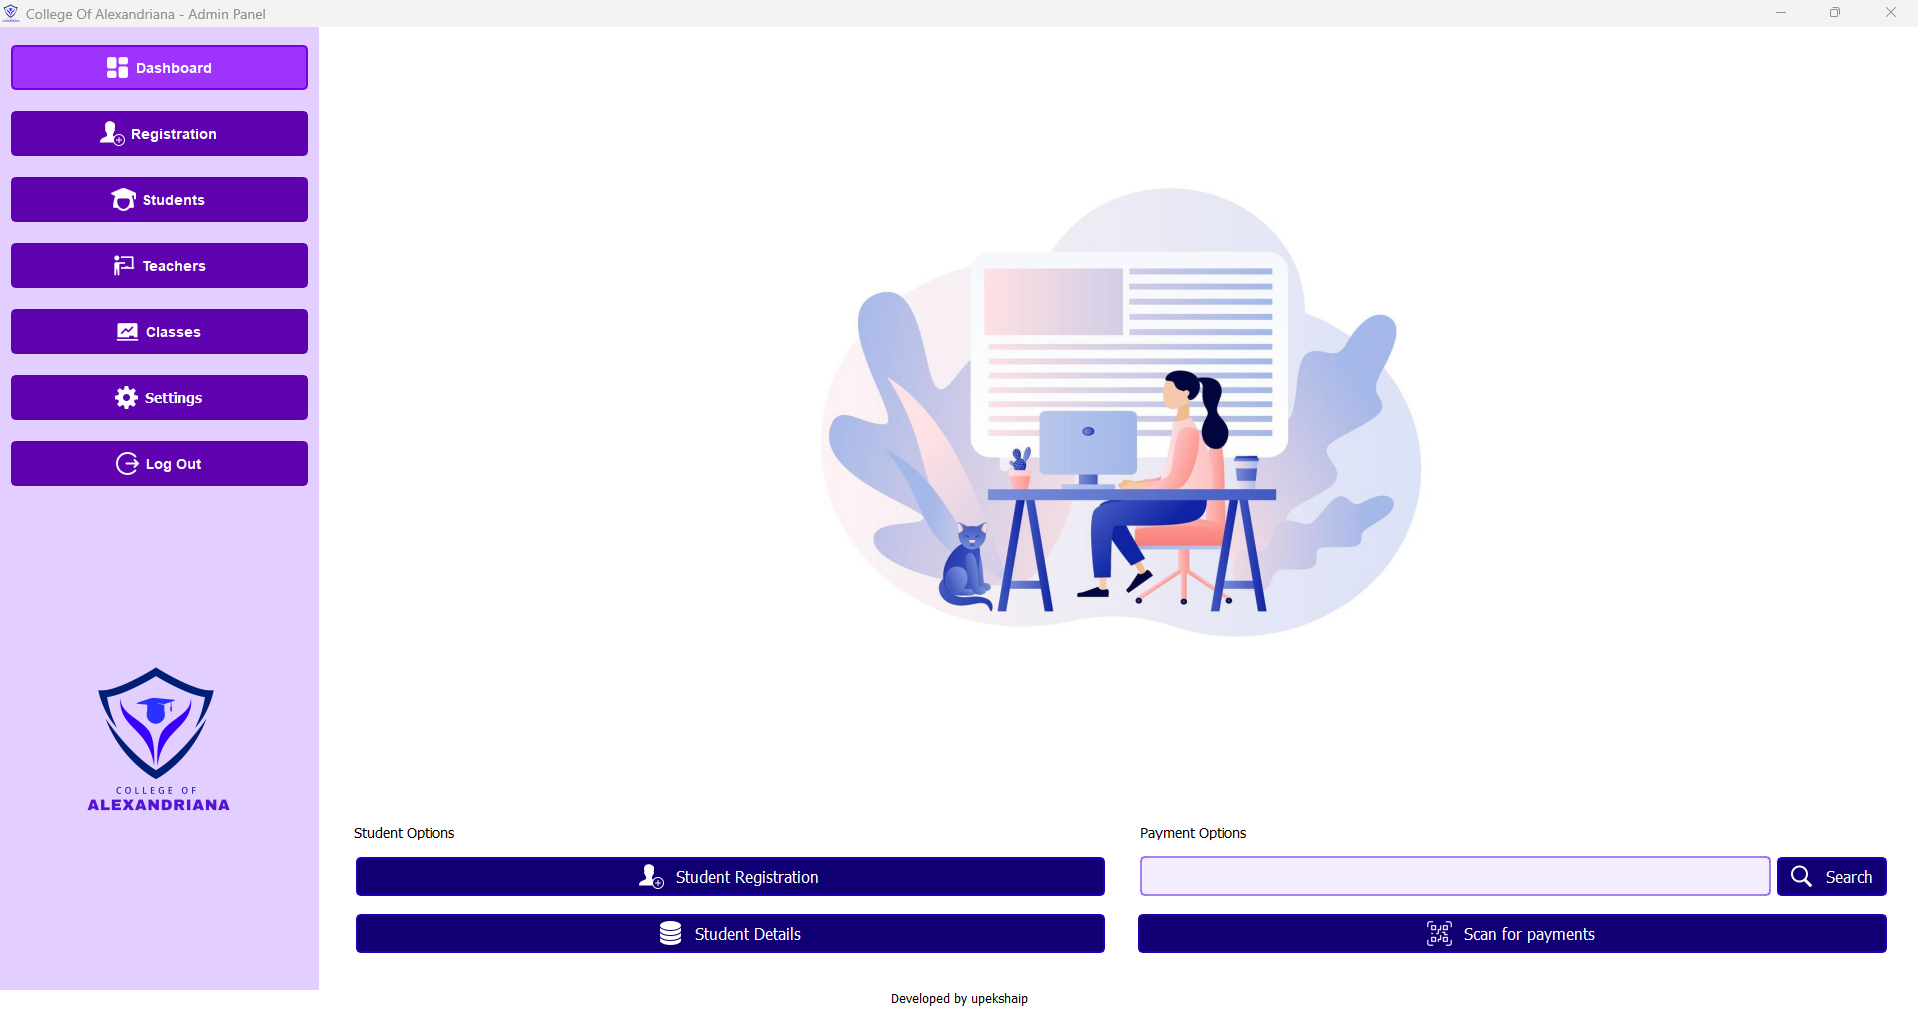 College Of Alexandriana - Admin Panel
Dashboard
Registration
Students
Teachers
Classes
Settings
Log Out
COLLEGE OF
ALEXANDRIANA
Student Options
Student Registration
Student Details
Payment Options
Search
Scan for payments
Developed by upekshaip